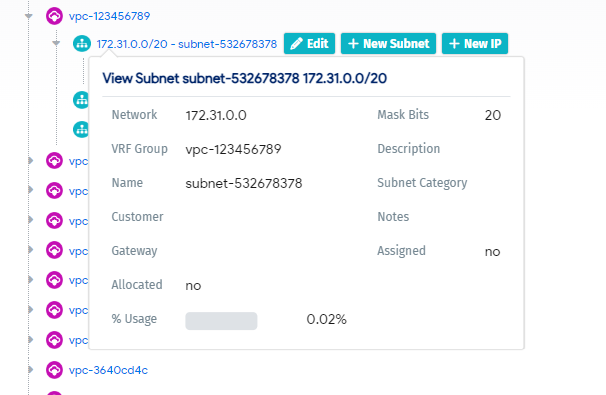 vpc-123456789
172.31.0.0/20 - subnet-532678378 Edit + New Subnet + New IP
View Subnet subnet-532678378 172.31.0.0/20
Network 172.31.0.0 Mask Bits 20
VRF Group vpc-123456789 Description
Name subnet-532678378 Subnet Category
Customer Notes
Gateway Assigned no
Allocated no
% Usage 0.02%
vpc
vpc
vpc
vpc
vpc
vpc
vpc
vpc-3640cd4c